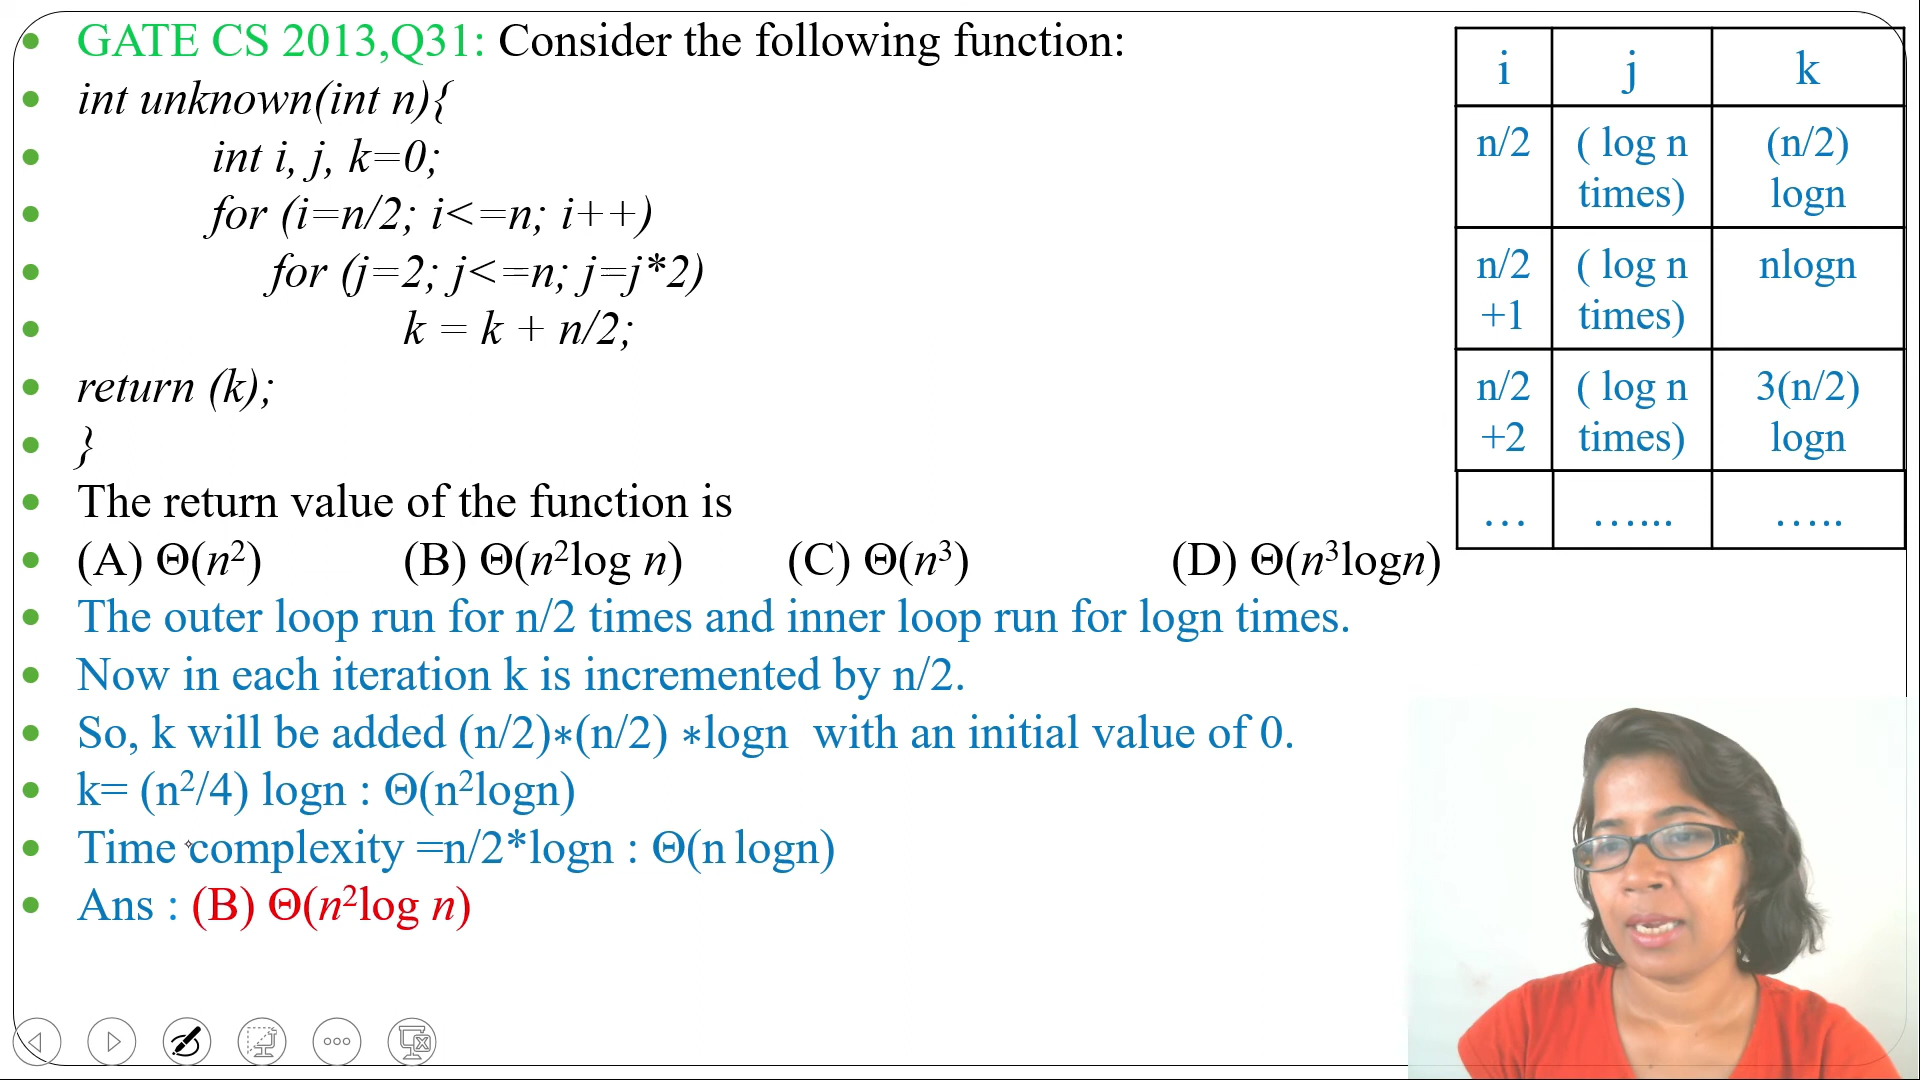 GATE CS 2013,Q31: Consider the following function:
int unknown(int n){
int i, j, k=0;
for (i=n/2; i<=n; i++)
for (j=2; j<=n; j=j*2)
k = k + n/2;
return (k);
}
The return value of the function is
(A) Θ(n²) (B) Θ(n²log n) (C) Θ(n³) (D) Θ(n³logn)
The outer loop run for n/2 times and inner loop run for logn times.
Now in each iteration k is incremented by n/2.
So, k will be added (n/2)*(n/2) *logn with an initial value of 0.
k= (n²/4) logn : Θ(n²logn)
Time complexity =n/2*logn : Θ(n logn)
Ans : (B) Θ(n²log n)
i j k
n/2 ( log n (n/2)
times) logn
n/2 ( log n nlogn
+1 times)
n/2 ( log n 3(n/2)
+2 times) logn
… …... …..